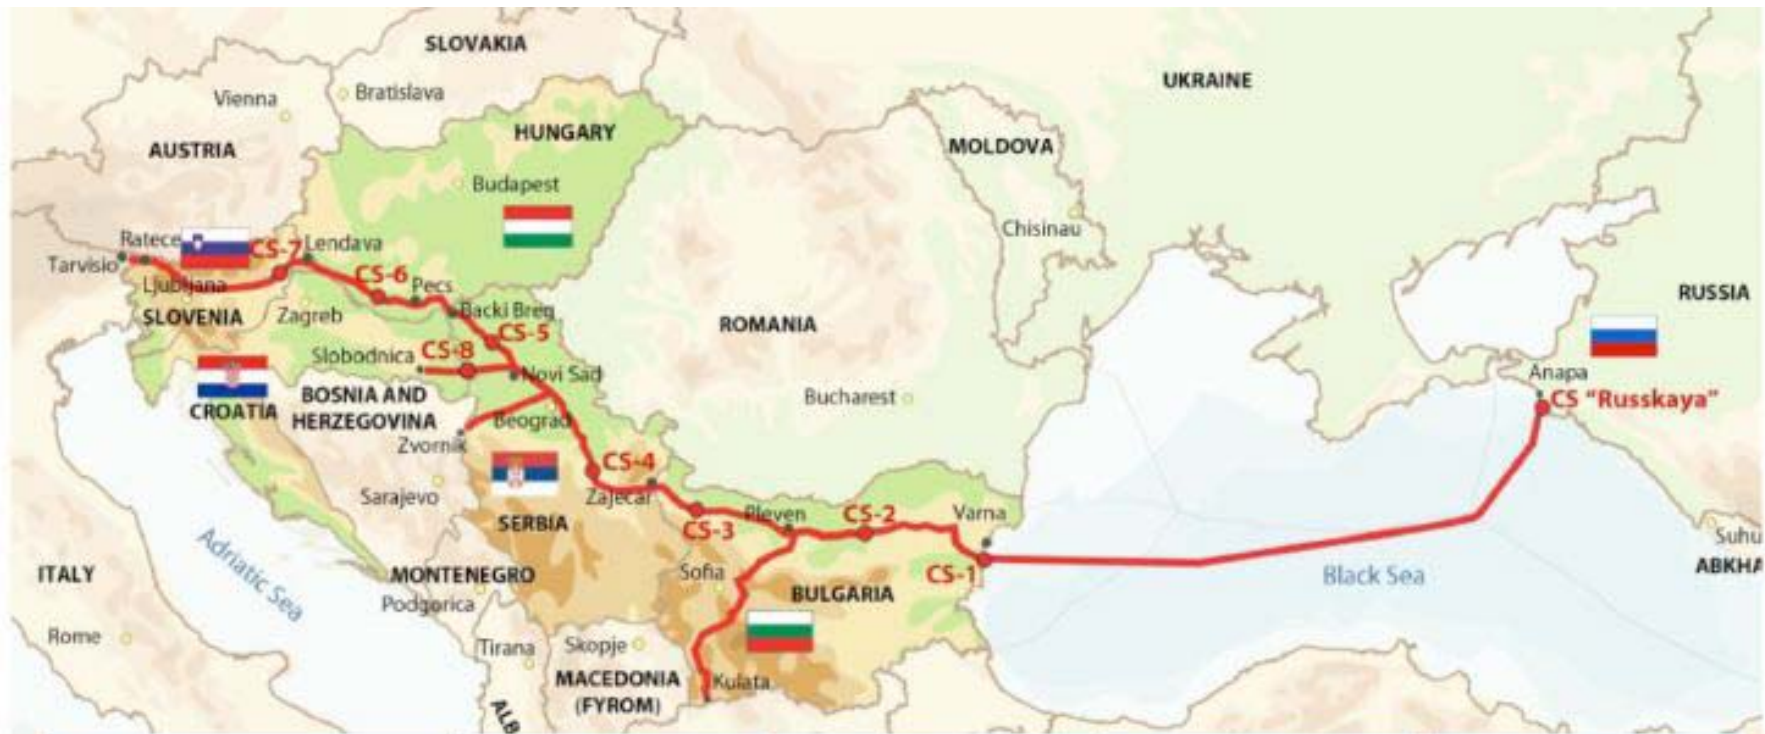 SLOVAKIA
UKRAINE
Vienna
Bratislava
HUNGARY
AUSTRIA
MOLDOVA
Budapest
Chisinau
Ratece
CS-7
Lendava
Tarvisio
CS-6
Ljubljana
Pecs
RUSSIA
SLOVENIA
Zagreb
Backi Breg
ROMANIA
CS-5
Slobodnica
CS-8
Novi Sad
Anapa
BOSNIA AND
HERZEGOVINA
Bucharest
CS "Russkaya"
CROATIA
Beograd
Zvornik
CS-4
Sarajevo
Zajecar
SERBIA
CS-3
Pleven
CS-2
Varna
Adriatic Sea
Suhu
ITALY
MONTENEGRO
Sofia
CS-1
Black Sea
ABKHA
Podgorica
BULGARIA
Rome
Tirana
Skopje
MACEDONIA
(FYROM)
Kulata
ALB